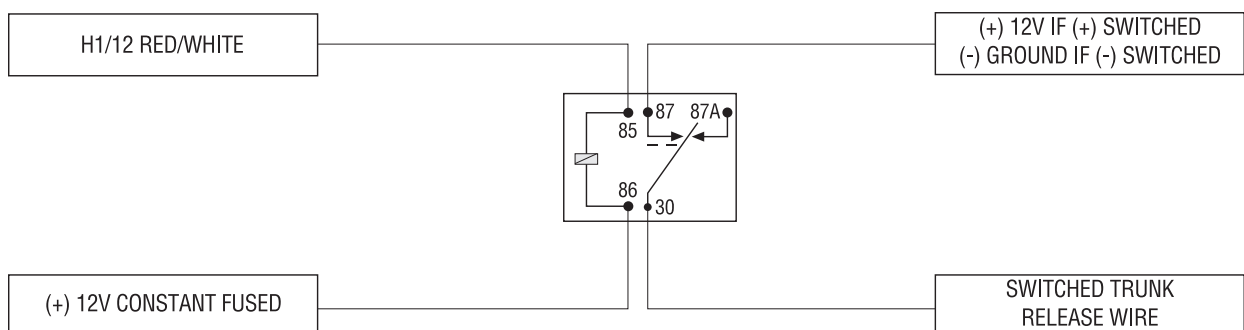 H1/12 RED/WHITE
(+) 12V IF (+) SWITCHED
(-) GROUND IF (-) SWITCHED
87 87A
85
86
30
(+) 12V CONSTANT FUSED
SWITCHED TRUNK
RELEASE WIRE